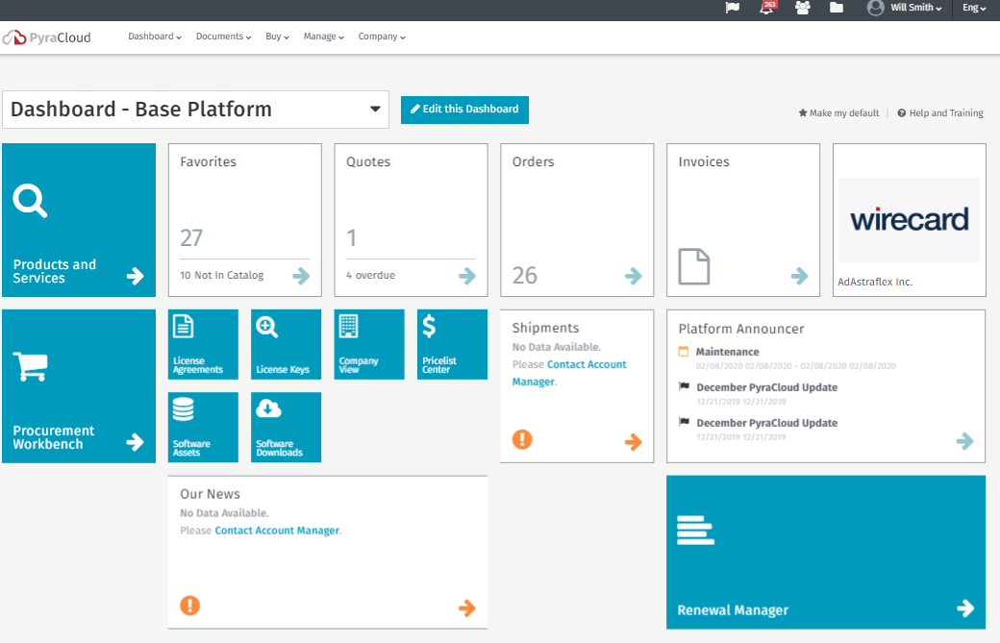 263
Will Smith
Eng
PyraCloud
Dashboard
Documents
Buy
Manage
Company
Dashboard - Base Platform
Edit this Dashboard
Make my default
Help and Training
Products and
Services
Favorites
27
10 Not In Catalog
Quotes
1
4 overdue
Orders
26
Invoices
wirecard
AdAstraflex Inc.
Procurement
Workbench
License
Agreements
License Keys
Company
View
Pricelist
Center
Software
Assets
Software
Downloads
Shipments
No Data Available.
Please Contact Account
Manager.
Platform Announcer
Maintenance
02/08/2020 02/08/2020 - 02/08/2020 02/08/2020
December PyraCloud Update
12/21/2019 12/21/2019
December PyraCloud Update
12/21/2019 12/21/2019
Our News
No Data Available.
Please Contact Account Manager.
Renewal Manager